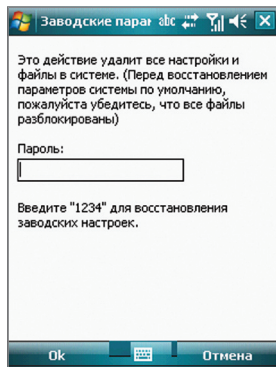 Заводские парам abc
Это действие удалит все настройки и
файлы в системе. (Перед восстановлением
параметров системы по умолчанию,
пожалуйста убедитесь, что все файлы
разблокированы)
Пароль:
Введите "1234" для восстановления
заводских настроек.
Ok Отмена